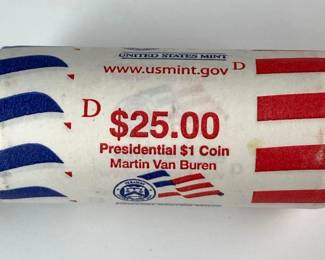 UNITED STATES MINT
www.usmint.gov D
D $25.00
Presidential $1 Coin
Martin Van Buren